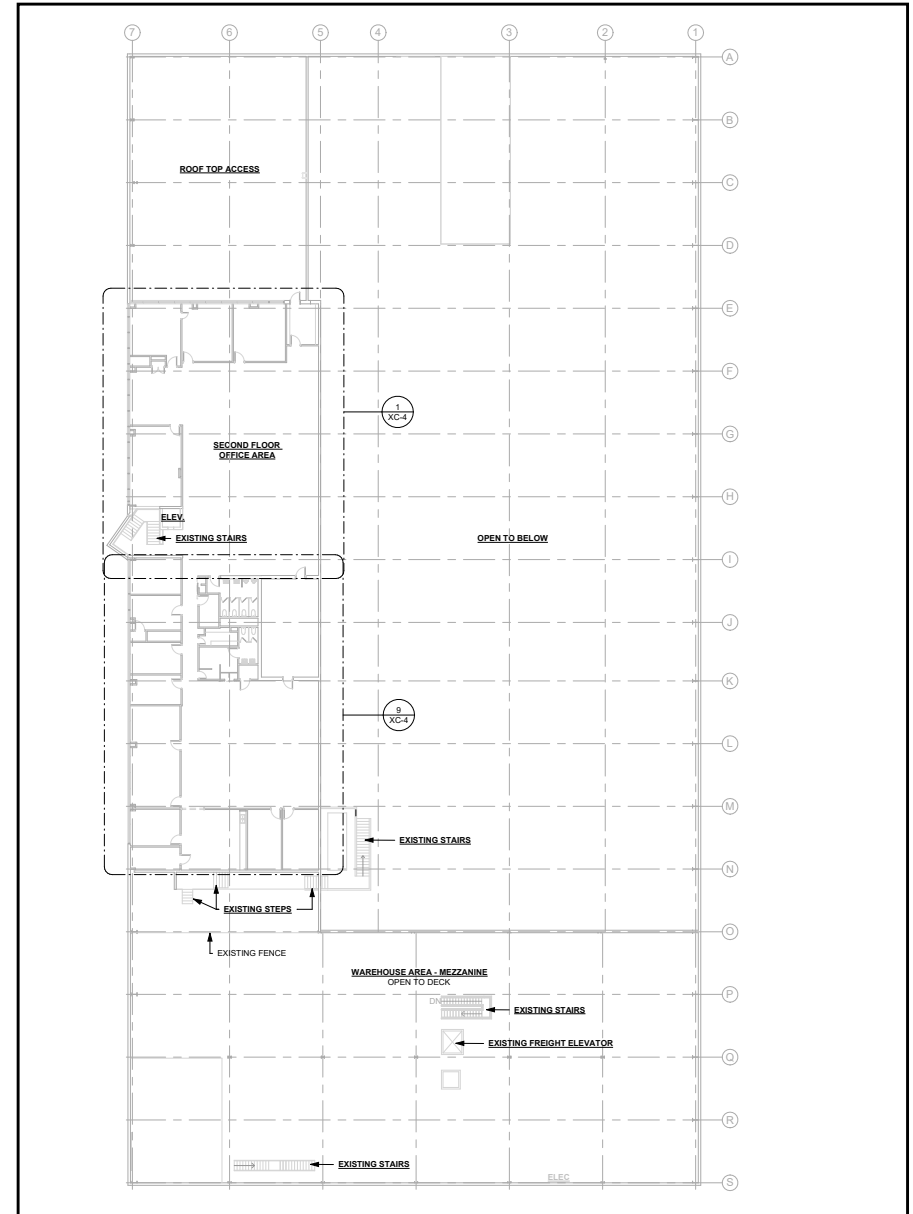 7 6 5 4 3 2 1
A
B
ROOF TOP ACCESS
C
D
E
F
1
XC-4
G
SECOND FLOOR
OFFICE AREA
H
ELEV.
EXISTING STAIRS
OPEN TO BELOW
I
J
K
9
XC-4
L
M
EXISTING STAIRS
N
EXISTING STEPS
O
EXISTING FENCE
WAREHOUSE AREA - MEZZANINE
OPEN TO DECK
P
DN
EXISTING STAIRS
EXISTING FREIGHT ELEVATOR
Q
R
EXISTING STAIRS
ELEC
S